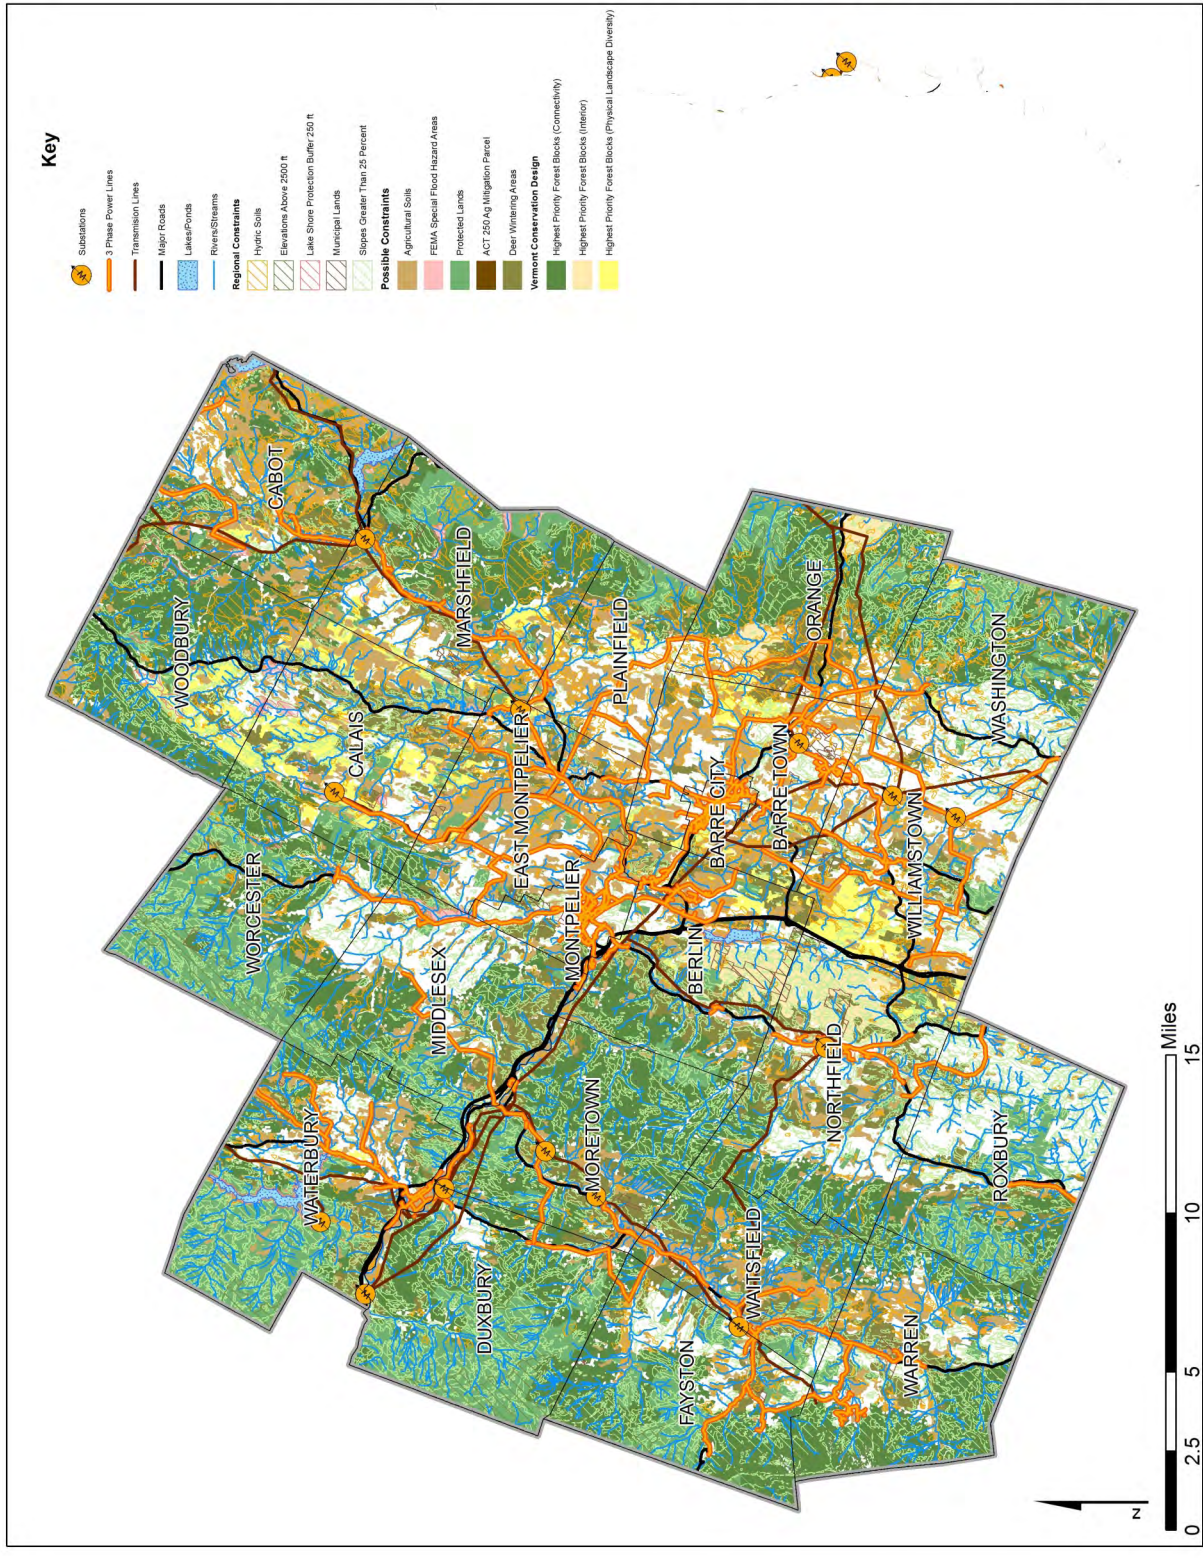 Key
Substations
3 Phase Power Lines
Transmision Lines
Major Roads
Lakes/Ponds
Rivers/Streams
Regional Constraints
Hydric Soils
Elevations Above 2500 ft
Lake Shore Protection Buffer 250 ft
Municipal Lands
Slopes Greater Than 25 Percent
Possible Constraints
Agricultural Soils
FEMA Special Flood Hazard Areas
Protected Lands
ACT 250 Ag Mitigation Parcel
Deer Wintering Areas
Vermont Conservation Design
Highest Priority Forest Blocks (Connectivity)
Highest Priority Forest Blocks (Interior)
Highest Priority Forest Blocks (Physical Landscape Diversity)
CABOT
WOODBURY
MARSHFIELD
CALAIS
PLAINFIELD
ORANGE
WASHINGTON
WORCESTER
EAST MONTPELIER
BARRE CITY
BARRE TOWN
WILLIAMSTOWN
MIDDLESEX
MONTPELIER
BERLIN
NORTHFIELD
ROXBURY
WATERBURY
MORETOWN
DUXBURY
WAITSFIELD
FAYSTON
WARREN
N
0 2.5 5 10 15
Miles